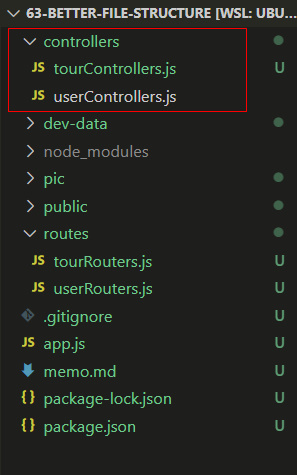 63-BETTER-FILE-STRUCTURE [WSL: UBU...
controllers
JS tourControllers.js U
JS userControllers.js
dev-data
node_modules
pic
public
routes
JS tourRouters.js U
JS userRouters.js U
.gitignore U
JS app.js U
memo.md U
{} package-lock.json U
{} package.json U